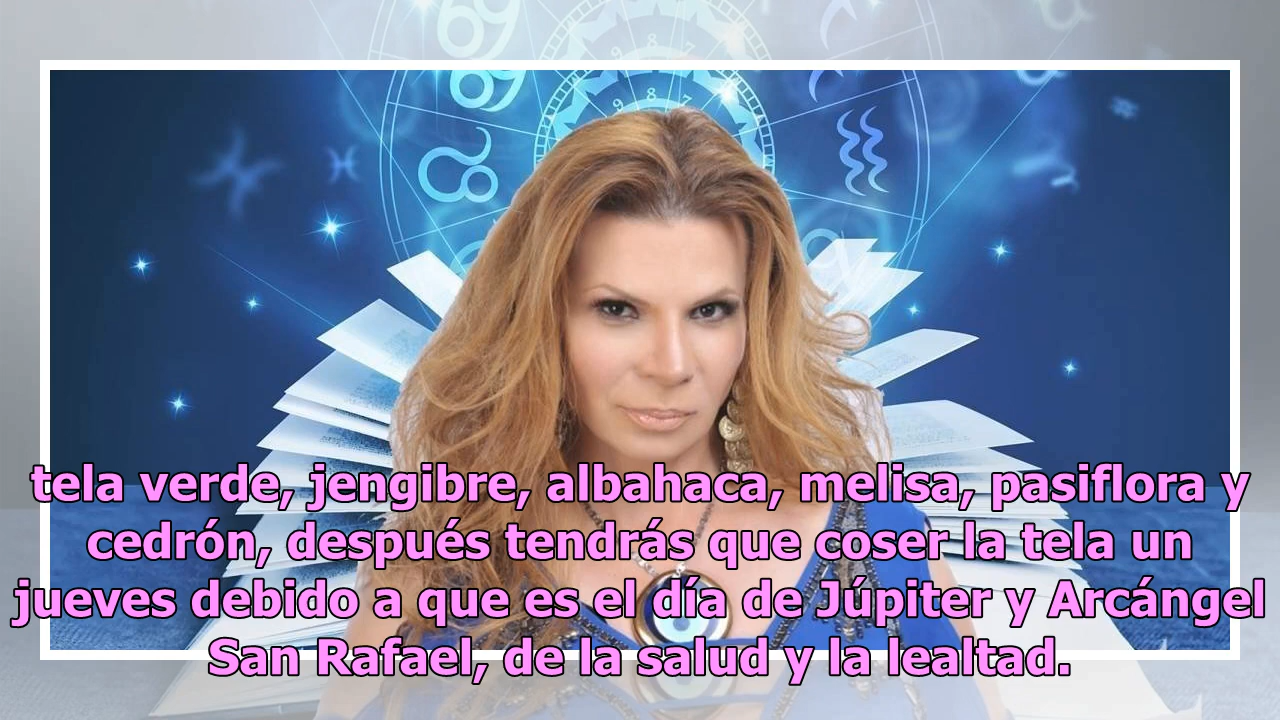 tela verde, jengibre, albahaca, melisa, pasiflora y
cedrón, después tendrás que coser la tela un
jueves debido a que es el día de Júpiter y Arcángel
San Rafael, de la salud y la lealtad.